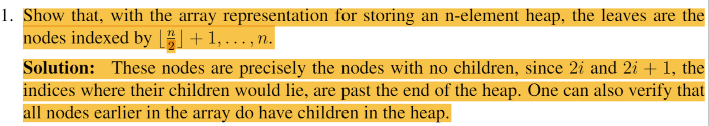 1. Show that, with the array representation for storing an n-element heap, the leaves are the
nodes indexed by ⌊n/2⌋ + 1, . . . , n.
Solution: These nodes are precisely the nodes with no children, since 2i and 2i + 1, the
indices where their children would lie, are past the end of the heap. One can also verify that
all nodes earlier in the array do have children in the heap.